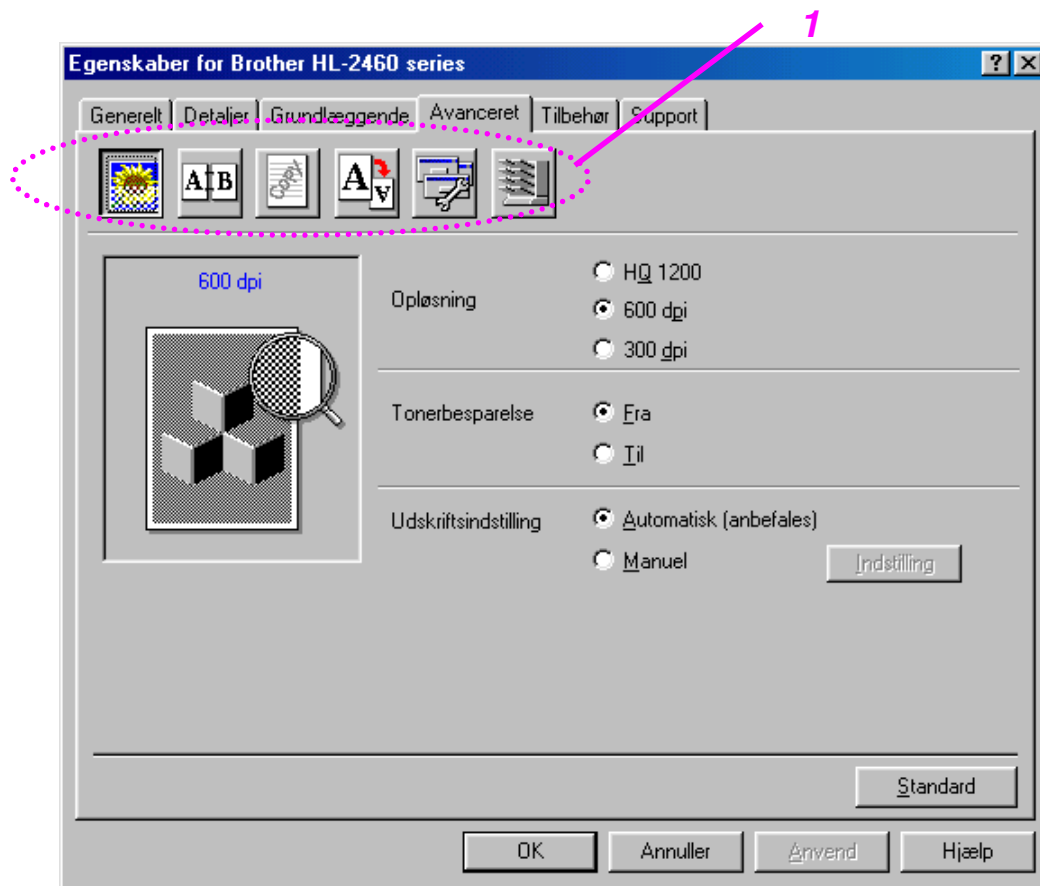 1
Egenskaber for Brother HL-2460 series
Generelt Detaljer Grundlæggende Avanceret Tilbehør Support
A B COPY A A
600 dpi
Opløsning
HQ 1200
600 dpi
300 dpi
Tonerbesparelse
Fra
Til
Udskriftsindstilling
Automatisk (anbefales)
Manuel
Indstilling
Standard
OK Annuller Anvend Hjælp